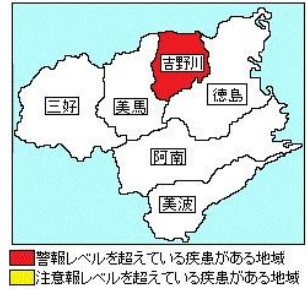 吉野川
三好
美馬
徳島
阿南
美波
警報レベルを超えている疾患がある地域
注意報レベルを超えている疾患がある地域